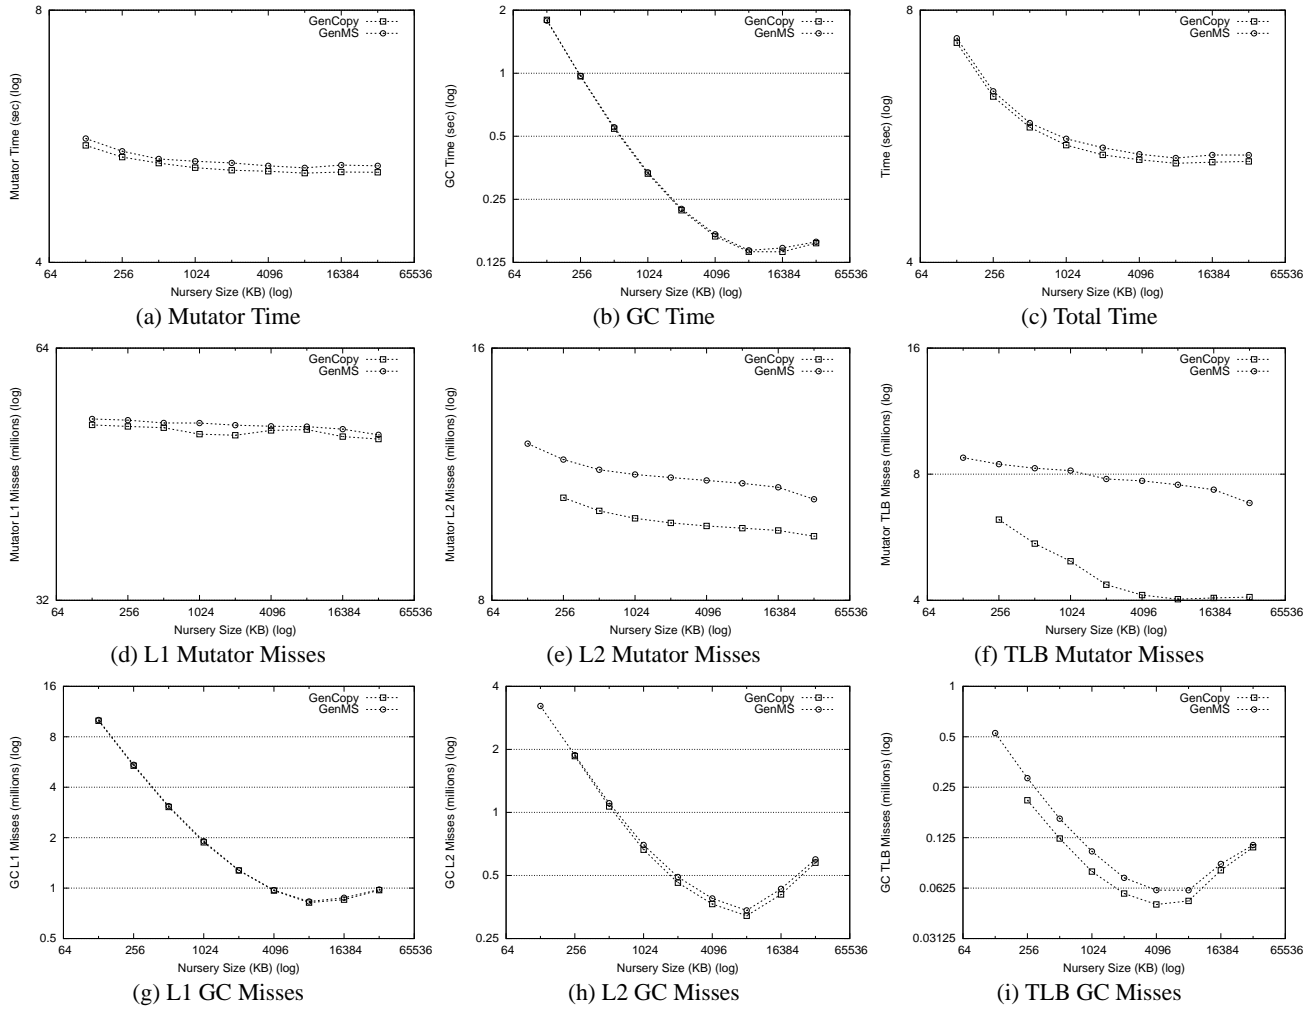 8
GenCopy
GenMS
Mutator Time (sec) (log)
4
64 256 1024 4096 16384 65536
Nursery Size (KB) (log)
(a) Mutator Time
2
GenCopy
GenMS
1
GC Time (sec) (log)
0.5
0.25
0.125
64 256 1024 4096 16384 65536
Nursery Size (KB) (log)
(b) GC Time
8
GenCopy
GenMS
Time (sec) (log)
4
64 256 1024 4096 16384 65536
Nursery Size (KB) (log)
(c) Total Time
64
GenCopy
GenMS
Mutator L1 Misses (millions) (log)
32
64 256 1024 4096 16384 65536
Nursery Size (KB) (log)
(d) L1 Mutator Misses
16
GenCopy
GenMS
Mutator L2 Misses (millions) (log)
8
64 256 1024 4096 16384 65536
Nursery Size (KB) (log)
(e) L2 Mutator Misses
16
GenCopy
GenMS
Mutator TLB Misses (millions) (log)
8
4
64 256 1024 4096 16384 65536
Nursery Size (KB) (log)
(f) TLB Mutator Misses
16
GenCopy
GenMS
8
GC L1 Misses (millions) (log)
4
2
1
0.5
64 256 1024 4096 16384 65536
Nursery Size (KB) (log)
(g) L1 GC Misses
4
GenCopy
GenMS
2
GC L2 Misses (millions) (log)
1
0.5
0.25
64 256 1024 4096 16384 65536
Nursery Size (KB) (log)
(h) L2 GC Misses
1
GenCopy
GenMS
0.5
GC TLB Misses (millions) (log)
0.25
0.125
0.0625
0.03125
64 256 1024 4096 16384 65536
Nursery Size (KB) (log)
(i) TLB GC Misses